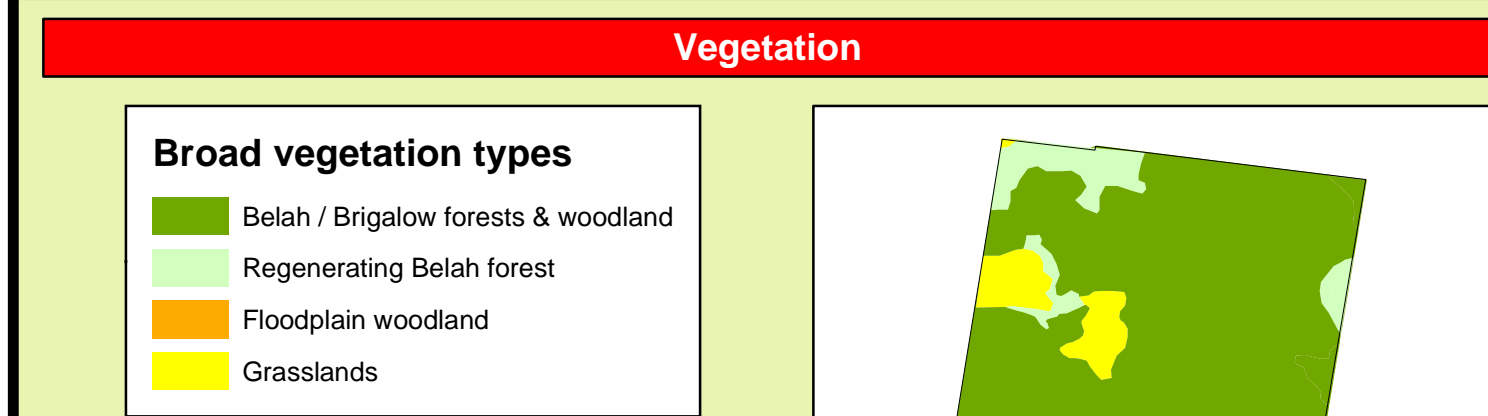 Vegetation
Broad vegetation types
Belah / Brigalow forests & woodland
Regenerating Belah forest
Floodplain woodland
Grasslands